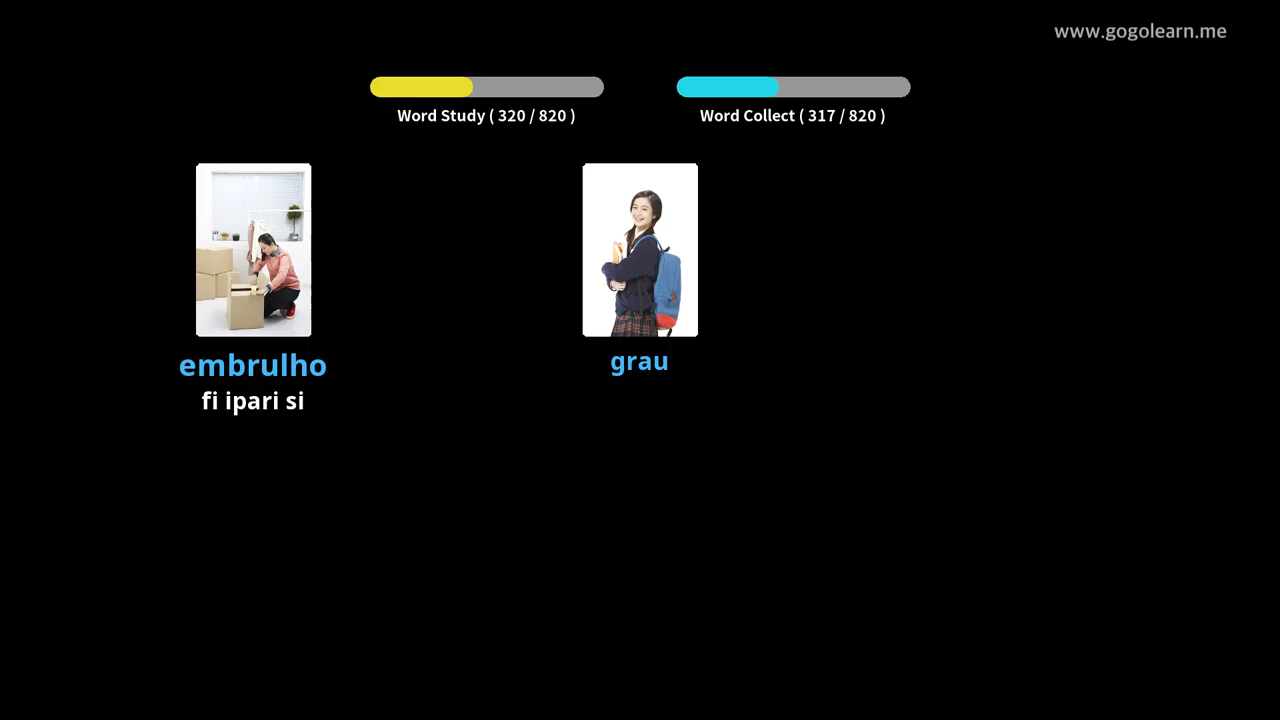 www.gogolearn.me
Word Study ( 320 / 820 )
Word Collect ( 317 / 820 )
embrulho
fi ipari si
grau